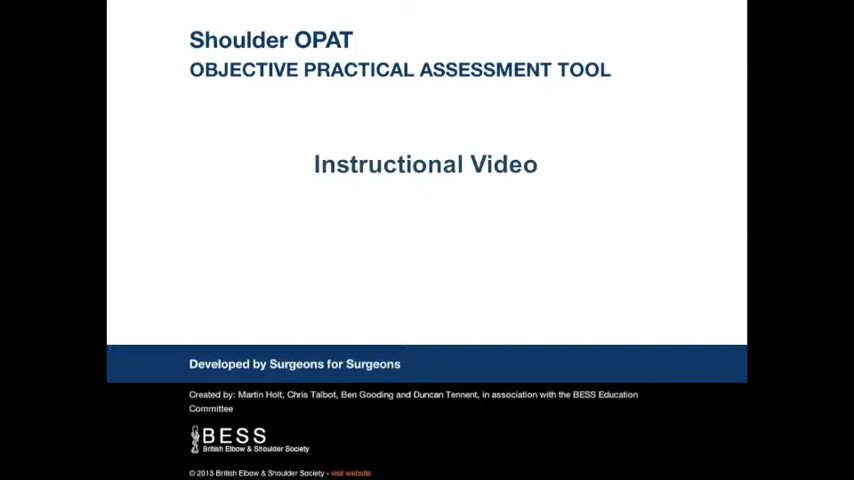 Shoulder OPAT
OBJECTIVE PRACTICAL ASSESSMENT TOOL
Instructional Video
Developed by Surgeons for Surgeons
Created by: Martin Holt, Chris Talbot, Ben Gooding and Duncan Tennent, in association with the BESS Education
Committee
BESS
British Elbow & Shoulder Society
© 2013 British Elbow & Shoulder Society - visit website